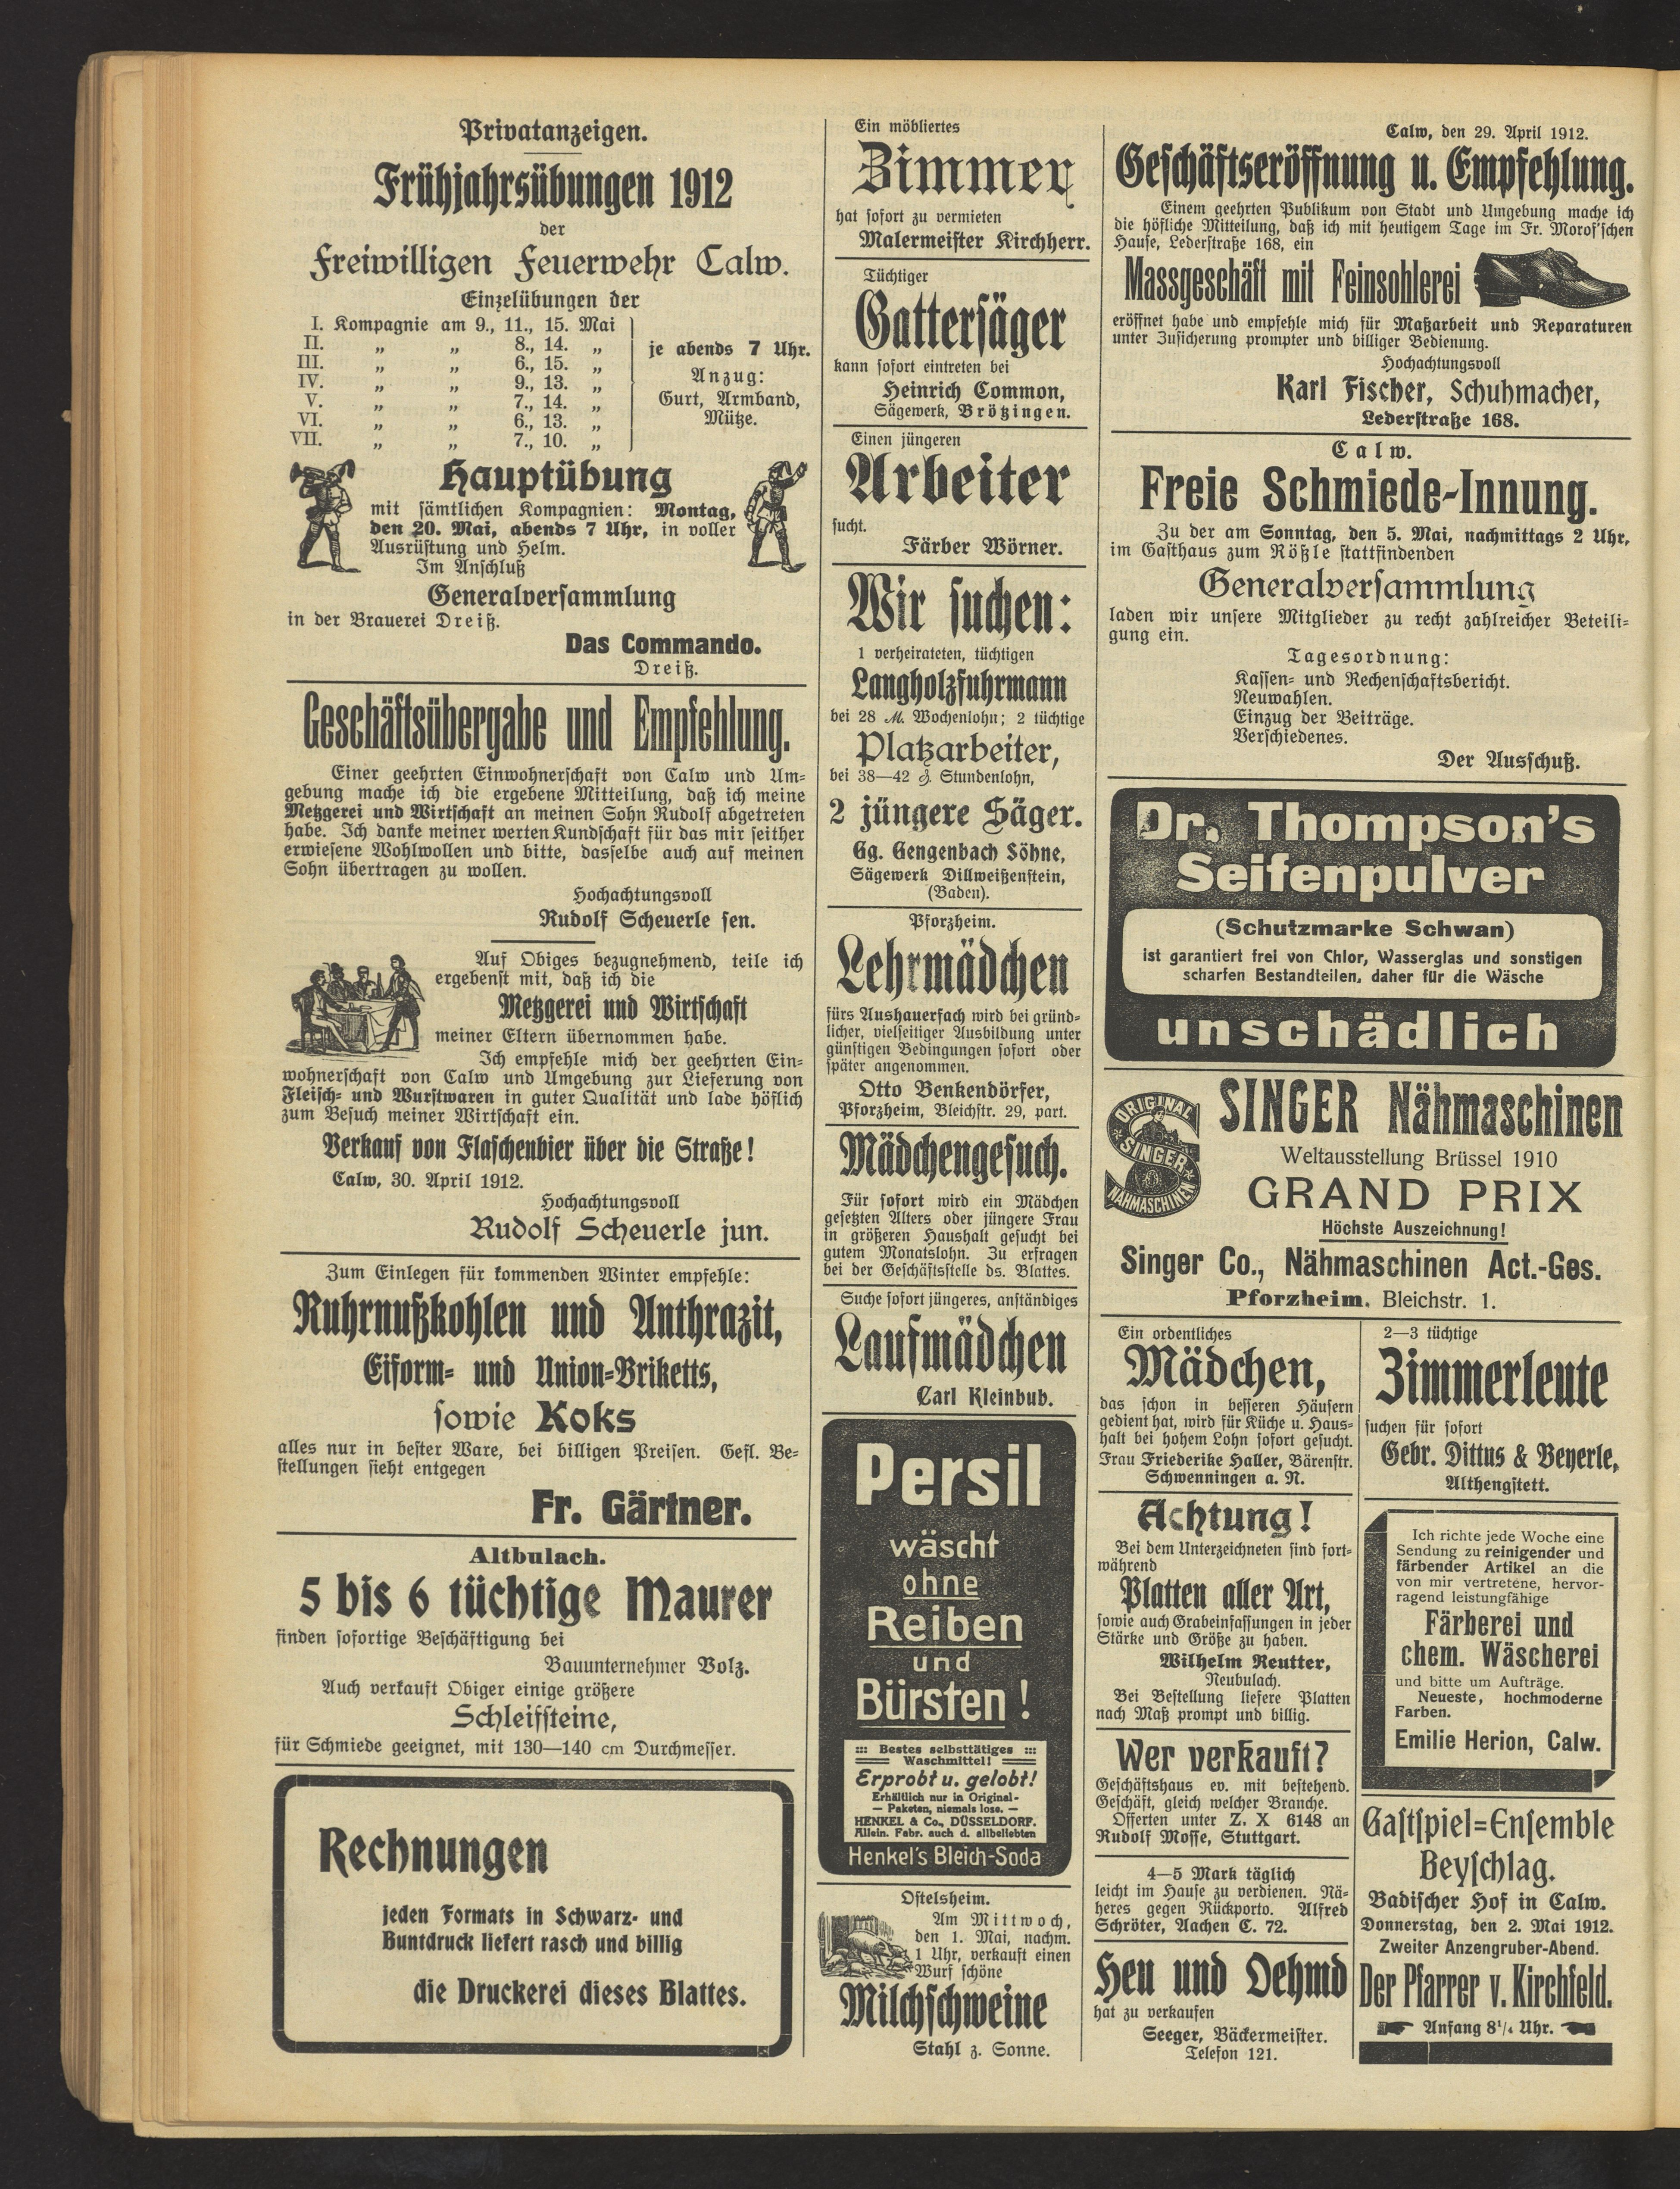 Privatanzeigen.
Frühjahrsübungen 1912
der
Freiwilligen Feuerwehr Calw.
Einzelübungen der
I. Kompagnie am 9., 11., 15. Mai
II. „ „ 8., 14. „
III. „ „ 6., 15. „
IV. „ „ 9., 13. „
V. „ „ 7., 14. „
VI. „ „ 6., 13. „
VII. „ „ 7., 10. „
je abends 7 Uhr.
Anzug:
Gurt, Armband,
Mütze.
Hauptübung
mit sämtlichen Kompagnien: Montag,
den 20. Mai, abends 7 Uhr, in voller
Ausrüstung und Helm.
Im Anschluß
Generalversammlung
in der Brauerei Dreiß.
Das Commando.
Dreiß.
Geschäftsübergabe und Empfehlung.
Einer geehrten Einwohnerschaft von Calw und Um-
gebung mache ich die ergebene Mitteilung, daß ich meine
Metzgerei und Wirtschaft an meinen Sohn Rudolf abgetreten
habe. Ich danke meiner werten Kundschaft für das mir seither
erwiesene Wohlwollen und bitte, dasselbe auch auf meinen
Sohn übertragen zu wollen.
Hochachtungsvoll
Rudolf Scheuerle sen.
Auf Obiges bezugnehmend, teile ich
ergebenst mit, daß ich die
Metzgerei und Wirtschaft
meiner Eltern übernommen habe.
Ich empfehle mich der geehrten Ein-
wohnerschaft von Calw und Umgebung zur Lieferung von
Fleisch- und Wurstwaren in guter Qualität und lade höflich
zum Besuch meiner Wirtschaft ein.
Verkauf von Flaschenbier über die Straße!
Calw, 30. April 1912.
Hochachtungsvoll
Rudolf Scheuerle jun.
Zum Einlegen für kommenden Winter empfehle:
Ruhrnußkohlen und Anthrazit,
Eiform- und Union-Briketts,
sowie Koks
alles nur in bester Ware, bei billigen Preisen. Gefl. Be-
stellungen sieht entgegen
Fr. Gärtner.
Altbulach.
5 bis 6 tüchtige Maurer
finden sofortige Beschäftigung bei
Bauunternehmer Volz.
Auch verkauft Obiger einige größere
Schleifsteine,
für Schmiede geeignet, mit 130—140 cm Durchmesser.
Rechnungen
jeden Formats in Schwarz- und
Buntdruck liefert rasch und billig
die Druckerei dieses Blattes.
Ein möbliertes
Zimmer
hat sofort zu vermieten
Malermeister Kirchherr.
Tüchtiger
Gattersäger
kann sofort eintreten bei
Heinrich Common,
Sägewerk, Brötzingen.
Einen jüngeren
Arbeiter
sucht.
Färber Wörner.
Wir suchen:
1 verheirateten, tüchtigen
Langholzfuhrmann
bei 28 M. Wochenlohn; 2 tüchtige
Platzarbeiter,
bei 38—42 ₰ Stundenlohn,
2 jüngere Säger.
Gg. Gengenbach Söhne,
Sägewerk Dillweißenstein,
(Baden).
Pforzheim.
Lehrmädchen
fürs Aushauerfach wird bei gründ-
licher, vielseitiger Ausbildung unter
günstigen Bedingungen sofort oder
später angenommen.
Otto Benkendörfer,
Pforzheim, Bleichstr. 29, part.
Mädchengesuch.
Für sofort wird ein Mädchen
gesetzten Alters oder jüngere Frau
in größeren Haushalt gesucht bei
gutem Monatslohn. Zu erfragen
bei der Geschäftsstelle ds. Blattes.
Suche sofort jüngeres, anständiges
Laufmädchen
Carl Kleinbub.
Persil
wäscht
ohne
Reiben
und
Bürsten!
::: Bestes selbsttätiges :::
Waschmittel!
Erprobt u. gelobt!
Erhältlich nur in Original-
— Paketen, niemals lose. —
HENKEL & Co., DÜSSELDORF.
Allein. Fabr. auch d. allbeliebten
Henkel's Bleich-Soda
Ostelsheim.
Am Mittwoch,
den 1. Mai, nachm.
1 Uhr, verkauft einen
Wurf schöne
Milchschweine
Stahl z. Sonne.
Calw, den 29. April 1912.
Geschäftseröffnung u. Empfehlung.
Einem geehrten Publikum von Stadt und Umgebung mache ich
die höfliche Mitteilung, daß ich mit heutigem Tage im Fr. Morof'schen
Hause, Lederstraße 168, ein
Massgeschäft mit Feinsohlerei
eröffnet habe und empfehle mich für Maßarbeit und Reparaturen
unter Zusicherung prompter und billiger Bedienung.
Hochachtungsvoll
Karl Fischer, Schuhmacher,
Lederstraße 168.
Calw.
Freie Schmiede-Innung.
Zu der am Sonntag, den 5. Mai, nachmittags 2 Uhr,
im Gasthaus zum Rößle stattfindenden
Generalversammlung
laden wir unsere Mitglieder zu recht zahlreicher Beteili-
gung ein.
Tagesordnung:
Kassen- und Rechenschaftsbericht.
Neuwahlen.
Einzug der Beiträge.
Verschiedenes.
Der Ausschuß.
Dr. Thompson's
Seifenpulver
(Schutzmarke Schwan)
ist garantiert frei von Chlor, Wasserglas und sonstigen
scharfen Bestandteilen, daher für die Wäsche
unschädlich
ORIGINAL
SINGER
NÄHMASCHINEN
SINGER Nähmaschinen
Weltausstellung Brüssel 1910
GRAND PRIX
Höchste Auszeichnung!
Singer Co., Nähmaschinen Act.-Ges.
Pforzheim, Bleichstr. 1.
Ein ordentliches
Mädchen,
das schon in besseren Häusern
gedient hat, wird für Küche u. Haus-
halt bei hohem Lohn sofort gesucht.
Frau Friederike Haller, Bärenstr.
Schwenningen a. N.
Achtung!
Bei dem Unterzeichneten sind fort-
während
Platten aller Art,
sowie auch Grabeinfassungen in jeder
Stärke und Größe zu haben.
Wilhelm Reutter,
Neubulach.
Bei Bestellung liefere Platten
nach Maß prompt und billig.
Wer verkauft?
Geschäftshaus ev. mit bestehend.
Geschäft, gleich welcher Branche.
Offerten unter Z. X 6148 an
Rudolf Mosse, Stuttgart.
4—5 Mark täglich
leicht im Hause zu verdienen. Nä-
heres gegen Rückporto. Alfred
Schröter, Aachen C. 72.
Heu und Oehmd
hat zu verkaufen
Seeger, Bäckermeister.
Telefon 121.
2—3 tüchtige
Zimmerleute
suchen für sofort
Gebr. Dittus & Beyerle,
Althengstett.
Ich richte jede Woche eine
Sendung zu reinigender und
färbender Artikel an die
von mir vertretene, hervor-
ragend leistungfähige
Färberei und
chem. Wäscherei
und bitte um Aufträge.
Neueste, hochmoderne
Farben.
Emilie Herion, Calw.
Gastspiel-Ensemble
Beyschlag.
Badischer Hof in Calw.
Donnerstag, den 2. Mai 1912.
Zweiter Anzengruber-Abend.
Der Pfarrer v. Kirchfeld.
Anfang 8¼ Uhr.